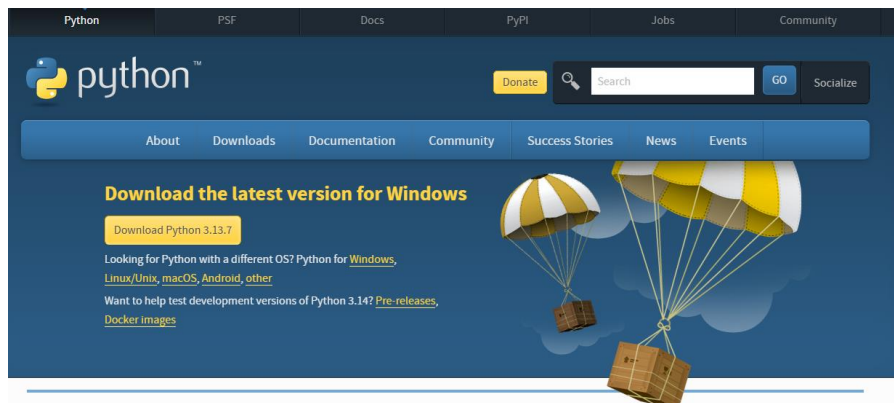 Python PSF Docs PyPI Jobs Community
python™
Donate Search GO Socialize
About Downloads Documentation Community Success Stories News Events
Download the latest version for Windows
Download Python 3.13.7
Looking for Python with a different OS? Python for Windows,
Linux/Unix, macOS, Android, other
Want to help test development versions of Python 3.14? Pre-releases,
Docker images